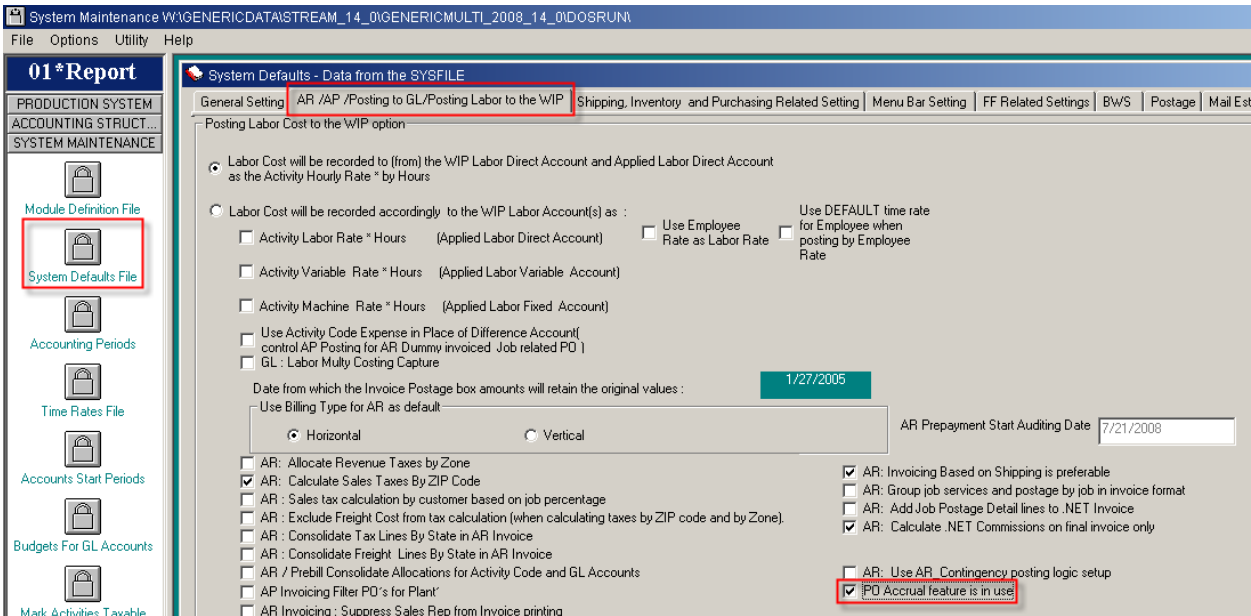 System Maintenance W:\GENERICDATA\STREAM_14_0\GENERICMULTI_2008_14_0\DOSRUN\
File Options Utility Help
01*Report
PRODUCTION SYSTEM
ACCOUNTING STRUCT...
SYSTEM MAINTENANCE
Module Definition File
System Defaults File
Accounting Periods
Time Rates File
Accounts Start Periods
Budgets For GL Accounts
Mark Activities Taxable
System Defaults - Data from the SYSFILE
General Setting AR /AP /Posting to GL/Posting Labor to the WIP Shipping, Inventory and Purchasing Related Setting Menu Bar Setting FF Related Settings BWS Postage Mail Est
Posting Labor Cost to the WIP option
Labor Cost will be recorded to (from) the WIP Labor Direct Account and Applied Labor Direct Account
as the Activity Hourly Rate * by Hours
Labor Cost will be recorded accordingly to the WIP Labor Account(s) as :
Activity Labor Rate * Hours (Applied Labor Direct Account)
Use Employee
Rate as Labor Rate
Use DEFAULT time rate
for Employee when
posting by Employee
Rate
Activity Variable Rate * Hours (Applied Labor Variable Account)
Activity Machine Rate * Hours (Applied Labor Fixed Account)
Use Activity Code Expense in Place of Difference Account(
control AP Posting for AR Dummy invoiced Job related PO )
GL : Labor Multy Costing Capture
Date from which the Invoice Postage box amounts will retain the original values :
1/27/2005
Use Billing Type for AR as default
Horizontal
Vertical
AR Prepayment Start Auditing Date
7/21/2008
AR: Allocate Revenue Taxes by Zone
AR: Calculate Sales Taxes By ZIP Code
AR : Sales tax calculation by customer based on job percentage
AR : Exclude Freight Cost from tax calculation (when calculating taxes by ZIP code and by Zone).
AR : Consolidate Tax Lines By State in AR Invoice
AR : Consolidate Freight Lines By State in AR Invoice
AR / Prebill Consolidate Allocations for Activity Code and GL Accounts
AP Invoicing Filter PO's for Plant'
AR Invoicing : Suppress Sales Rep from Invoice printing
AR: Invoicing Based on Shipping is preferable
AR: Group job services and postage by job in invoice format
AR: Add Job Postage Detail lines to .NET Invoice
AR: Calculate .NET Commissions on final invoice only
AR: Use AR_Contingency posting logic setup
PO Accrual feature is in use